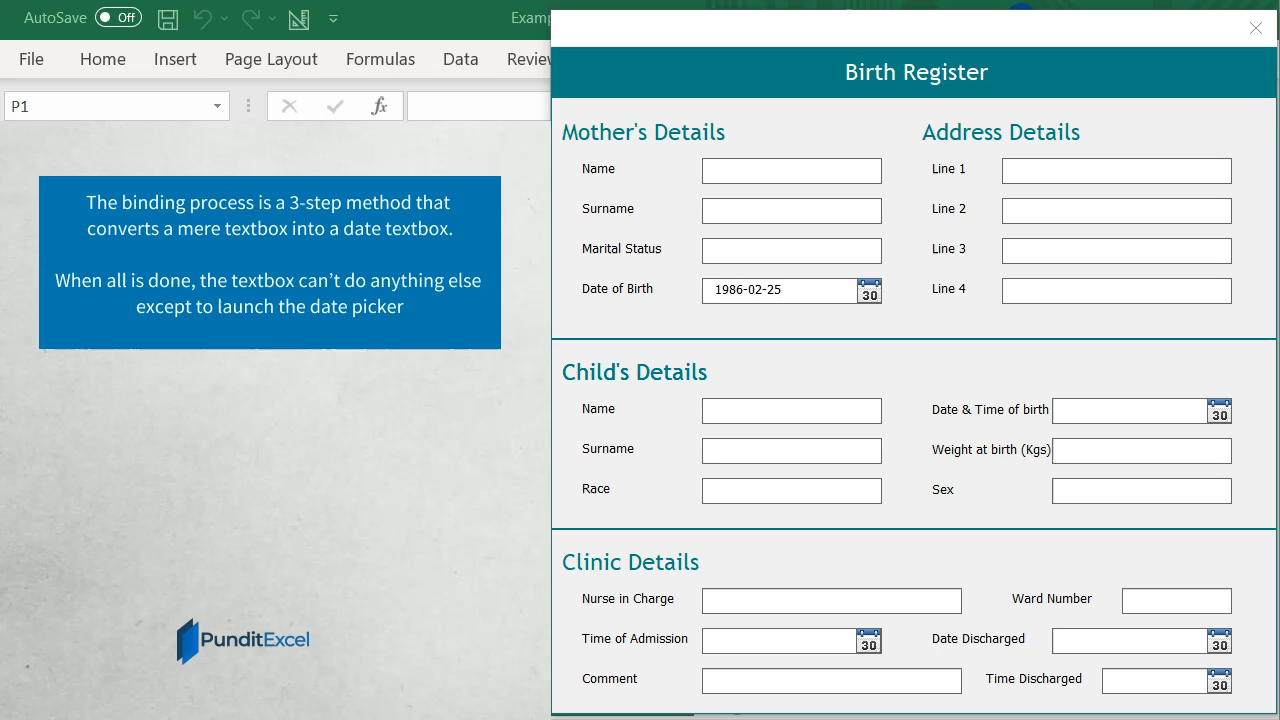 AutoSave Off
Examp
File Home Insert Page Layout Formulas Data Review
P1 fx
The binding process is a 3-step method that
converts a mere textbox into a date textbox.
When all is done, the textbox can't do anything else
except to launch the date picker
PunditExcel
Birth Register
Mother's Details
Name
Surname
Marital Status
Date of Birth 1986-02-25 30
Address Details
Line 1
Line 2
Line 3
Line 4
Child's Details
Name
Surname
Race
Date & Time of birth 30
Weight at birth (Kgs)
Sex
Clinic Details
Nurse in Charge Ward Number
Time of Admission 30 Date Discharged 30
Comment Time Discharged 30